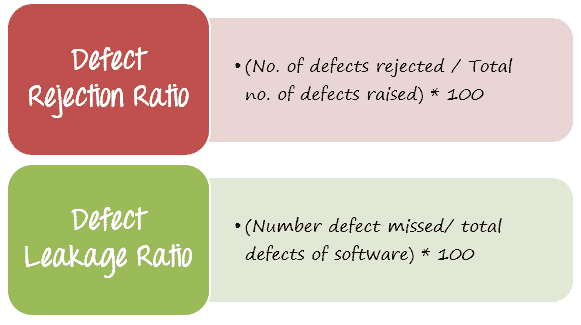 Defect
Rejection Ratio
• (No. of defects rejected / Total
no. of defects raised) * 100
Defect
Leakage Ratio
• (Number defect missed/ total
defects of software) * 100